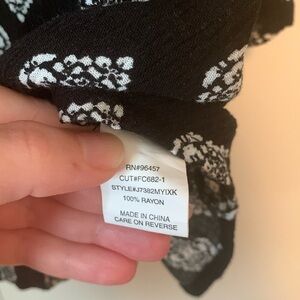 RN#96457
CUT#FC682-1
STYLE#J7382MYIXK
100% RAYON
MADE IN CHINA
CARE ON REVERSE